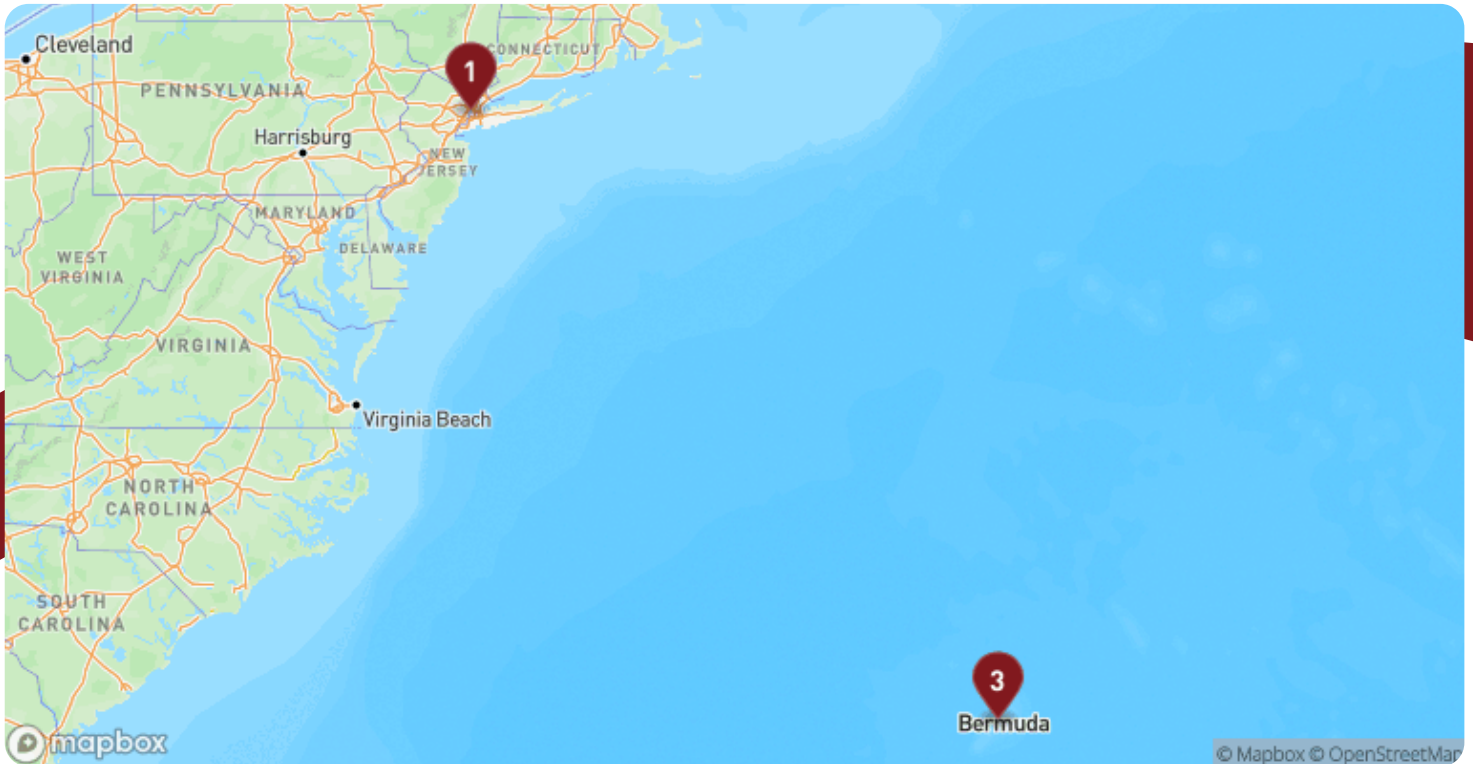 Cleveland
1
CONNECTICUT
PENNSYLVANIA
Harrisburg
NEW
JERSEY
MARYLAND
DELAWARE
WEST
VIRGINIA
VIRGINIA
Virginia Beach
NORTH
CAROLINA
SOUTH
CAROLINA
3
Bermuda
mapbox
© Mapbox © OpenStreetMap